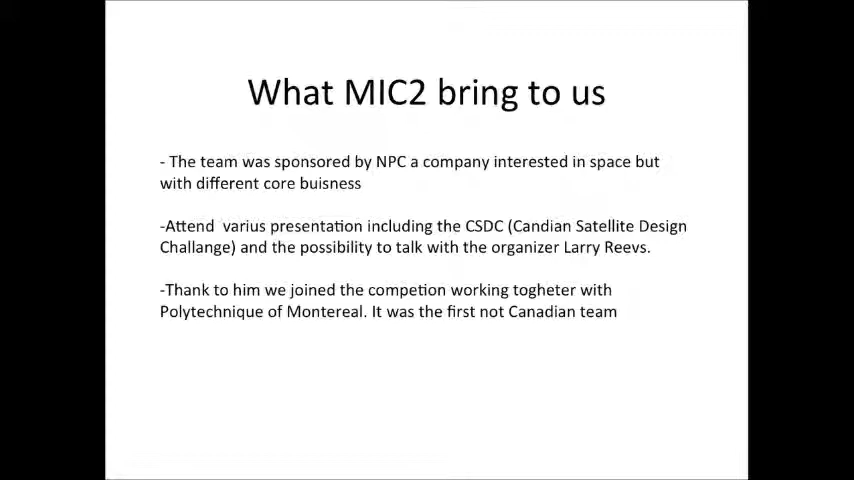 What MIC2 bring to us
- The team was sponsored by NPC a company interested in space but
with different core buisness
-Attend  varius presentation including the CSDC (Candian Satellite Design
Challange) and the possibility to talk with the organizer Larry Reevs.
-Thank to him we joined the competion working togheter with
Polytechnique of Montereal. It was the first not Canadian team